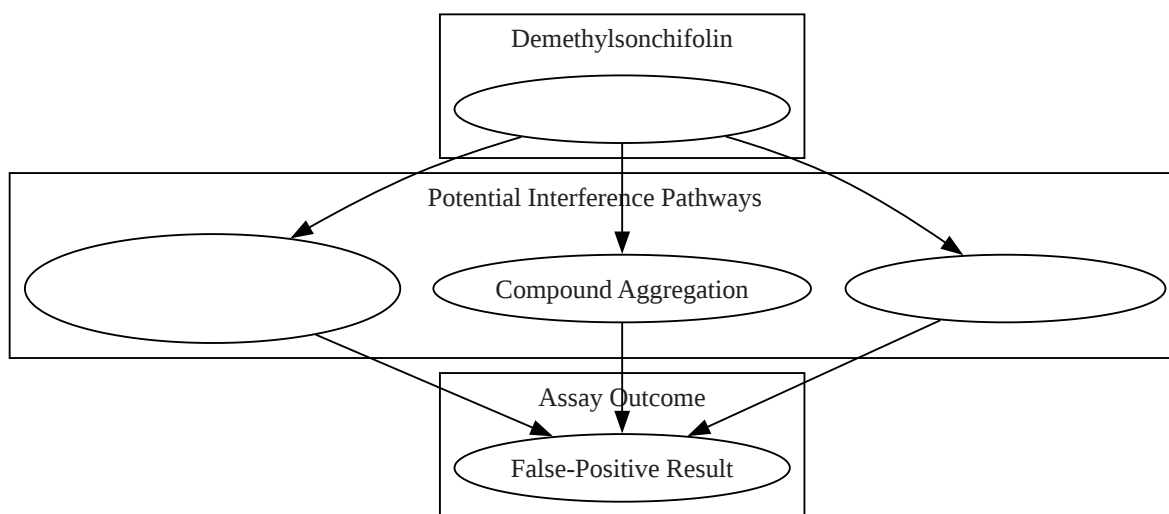 Demethylsonchifolin
Potential Interference Pathways
Compound Aggregation
Assay Outcome
False-Positive Result